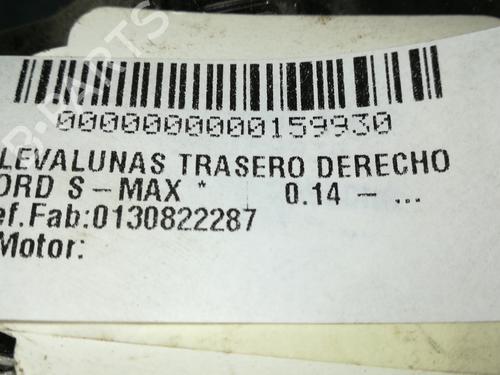 0000000000159930
LEVALUNAS TRASERO DERECHO
ORD S-MAX * 0.14 - ...
ef.Fab:0130822287
Motor: